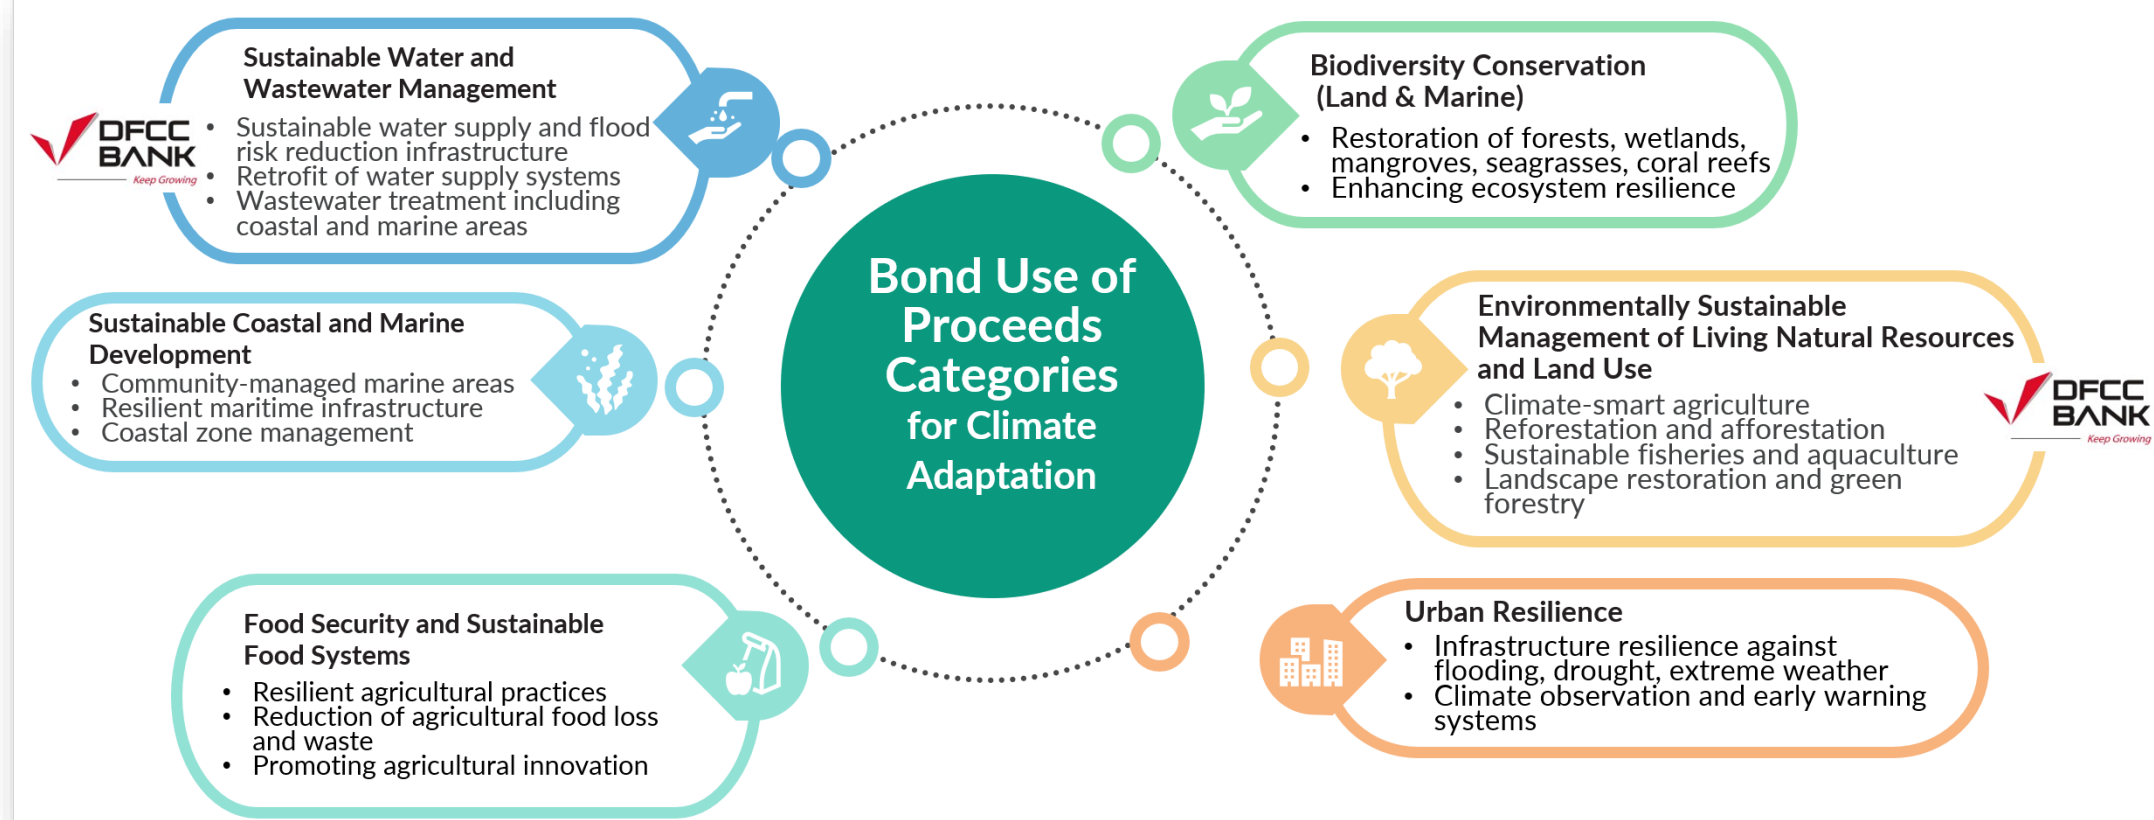 Sustainable Water and
Wastewater Management
• Sustainable water supply and flood
risk reduction infrastructure
• Retrofit of water supply systems
• Wastewater treatment including
coastal and marine areas
DFCC
BANK
Keep Growing
Sustainable Coastal and Marine
Development
• Community-managed marine areas
• Resilient maritime infrastructure
• Coastal zone management
Food Security and Sustainable
Food Systems
• Resilient agricultural practices
• Reduction of agricultural food loss
and waste
• Promoting agricultural innovation
Bond Use of
Proceeds
Categories
for Climate
Adaptation
Biodiversity Conservation
(Land & Marine)
• Restoration of forests, wetlands,
mangroves, seagrasses, coral reefs
• Enhancing ecosystem resilience
Environmentally Sustainable
Management of Living Natural Resources
and Land Use
• Climate-smart agriculture
• Reforestation and afforestation
• Sustainable fisheries and aquaculture
• Landscape restoration and green
forestry
DFCC
BANK
Keep Growing
Urban Resilience
• Infrastructure resilience against
flooding, drought, extreme weather
• Climate observation and early warning
systems